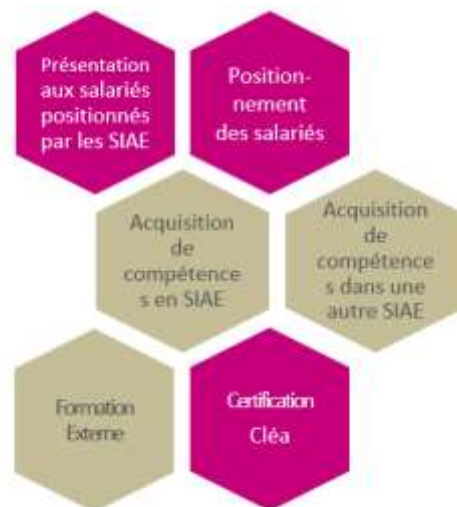 Présentation
aux salariés
positionnés
par les SIAE
Position-
nement
des salariés
Acquisition
de
compétence
s en SIAE
Acquisition
de
compétence
s dans une
autre SIAE
Formation
Externe
Certification
Cléa